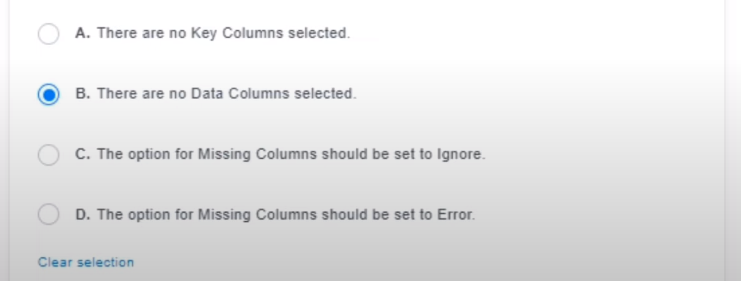 A. There are no Key Columns selected.
B. There are no Data Columns selected.
C. The option for Missing Columns should be set to Ignore.
D. The option for Missing Columns should be set to Error.
Clear selection